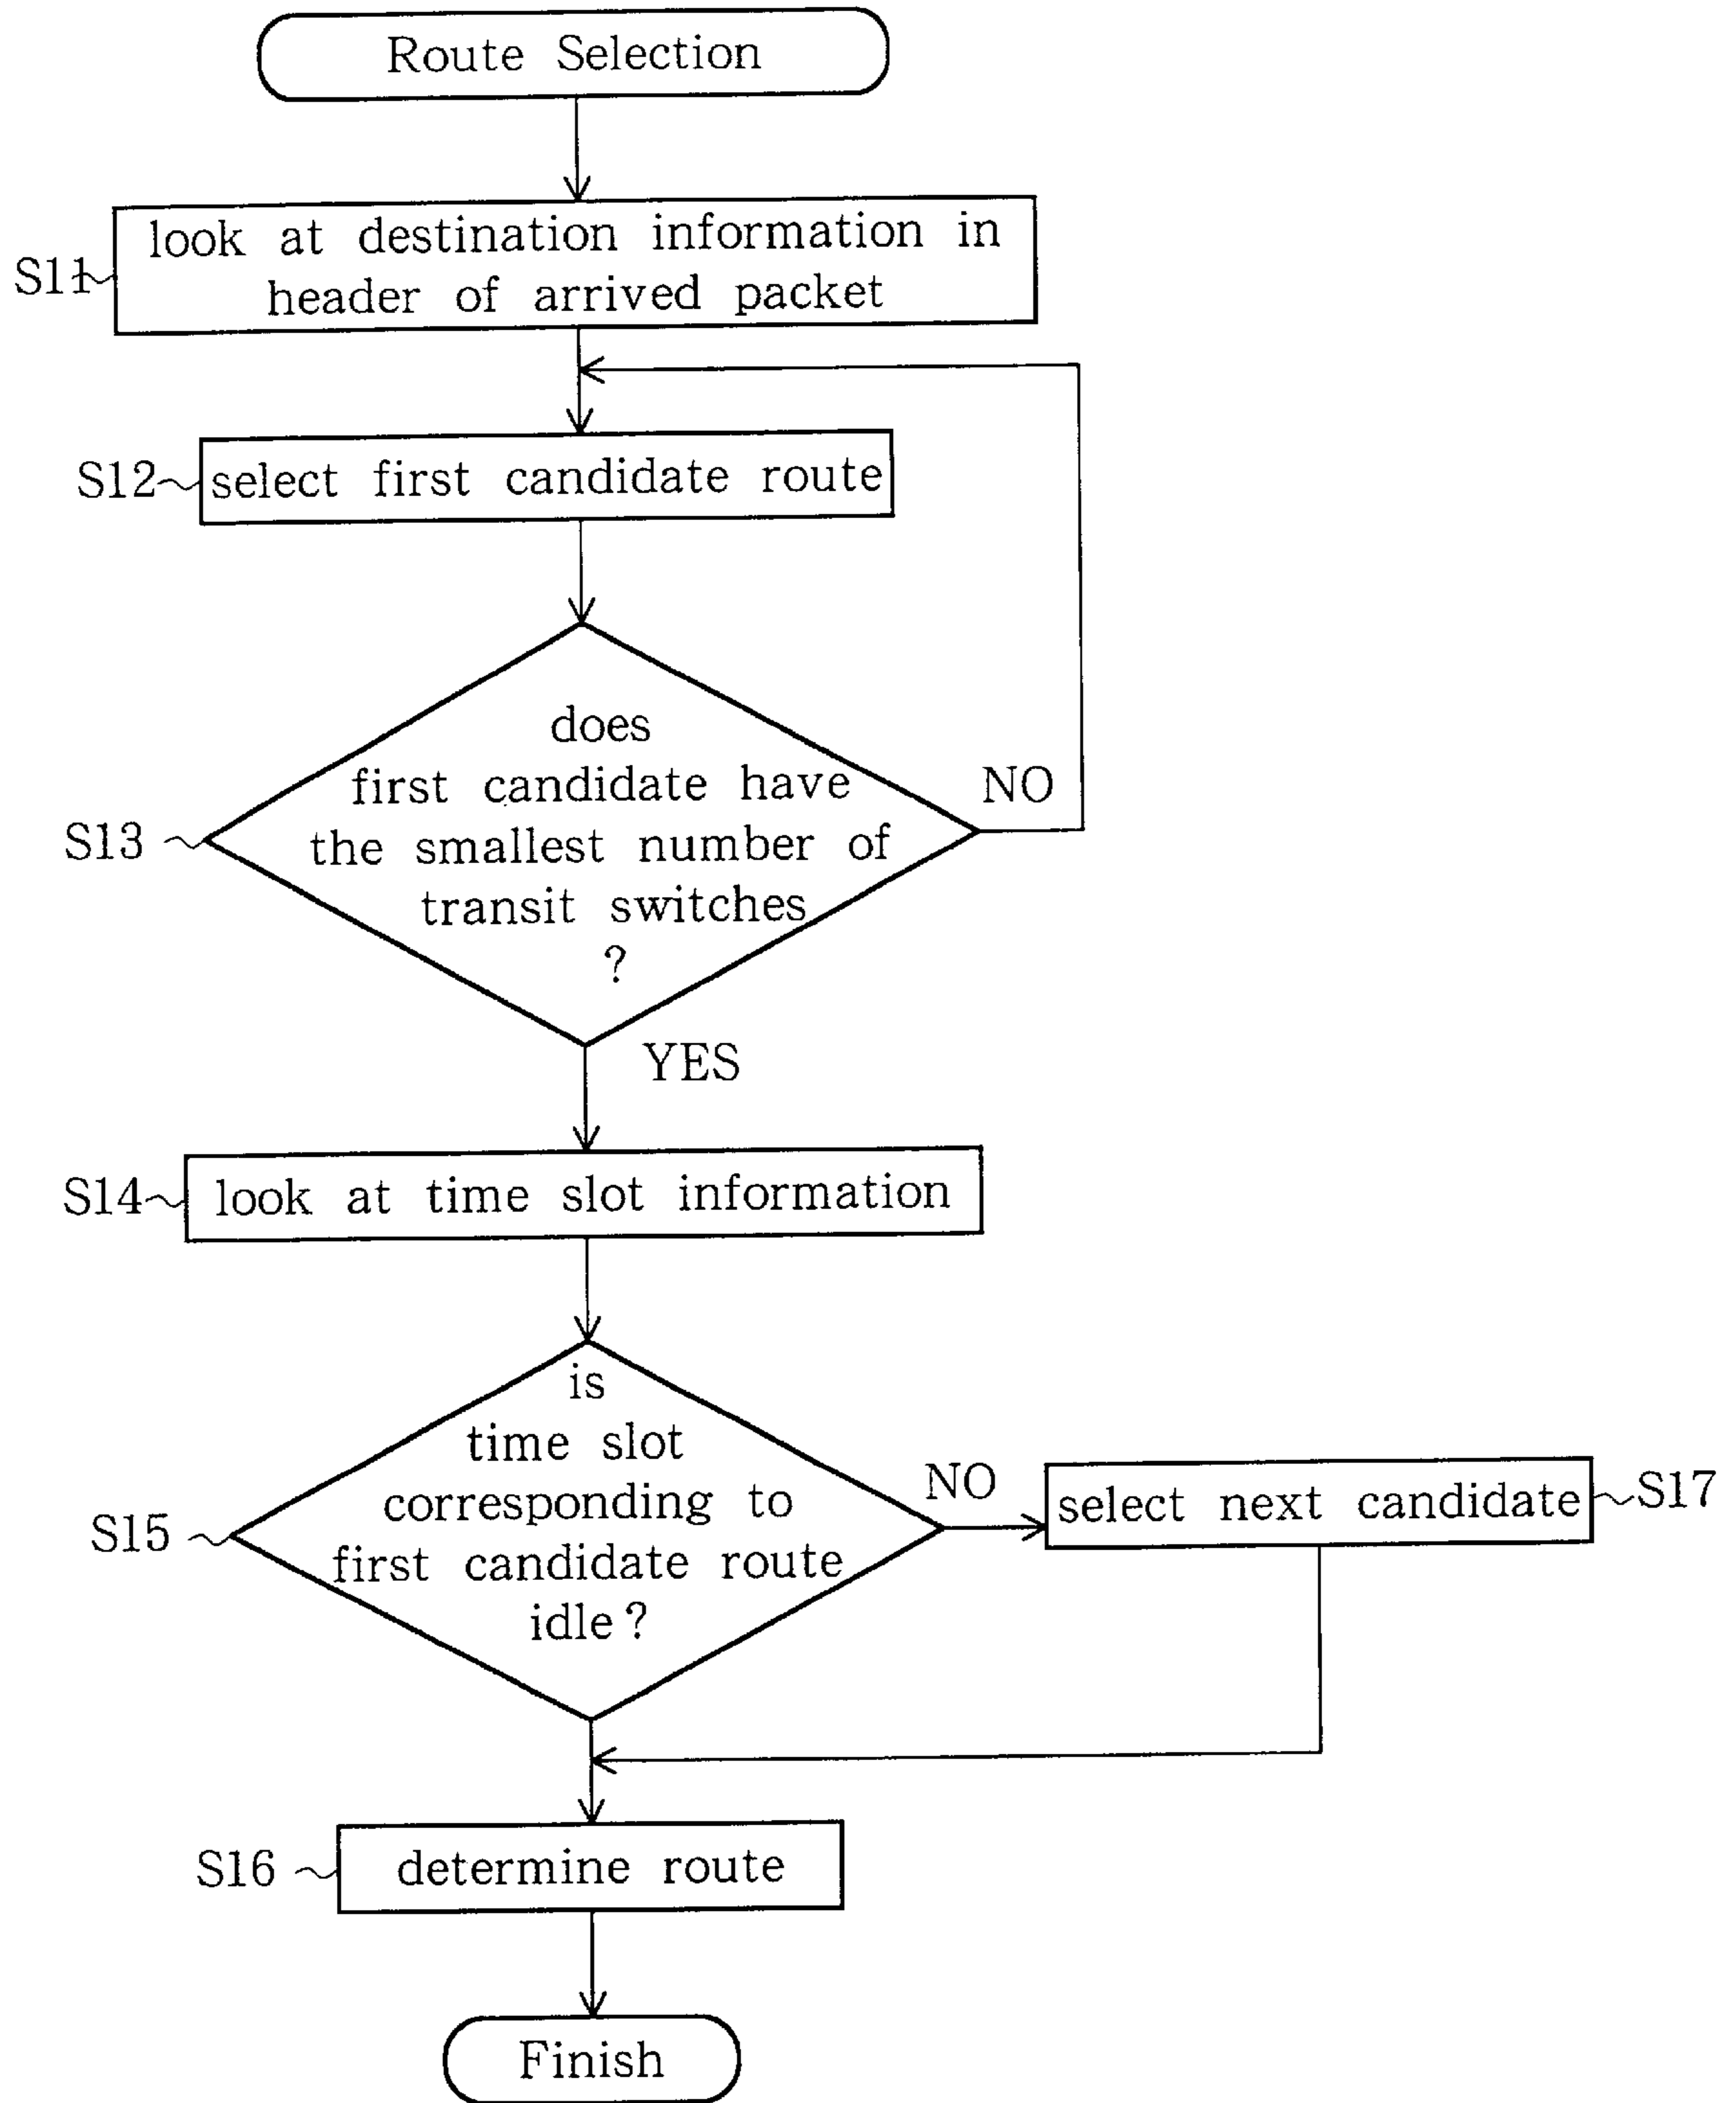 Route Selection
S11
look at destination information in
header of arrived packet
S12
select first candidate route
S13
does
first candidate have
the smallest number of
transit switches
?
NO
YES
S14
look at time slot information
S15
is
time slot
corresponding to
first candidate route
idle?
NO
select next candidate
S17
S16
determine route
Finish